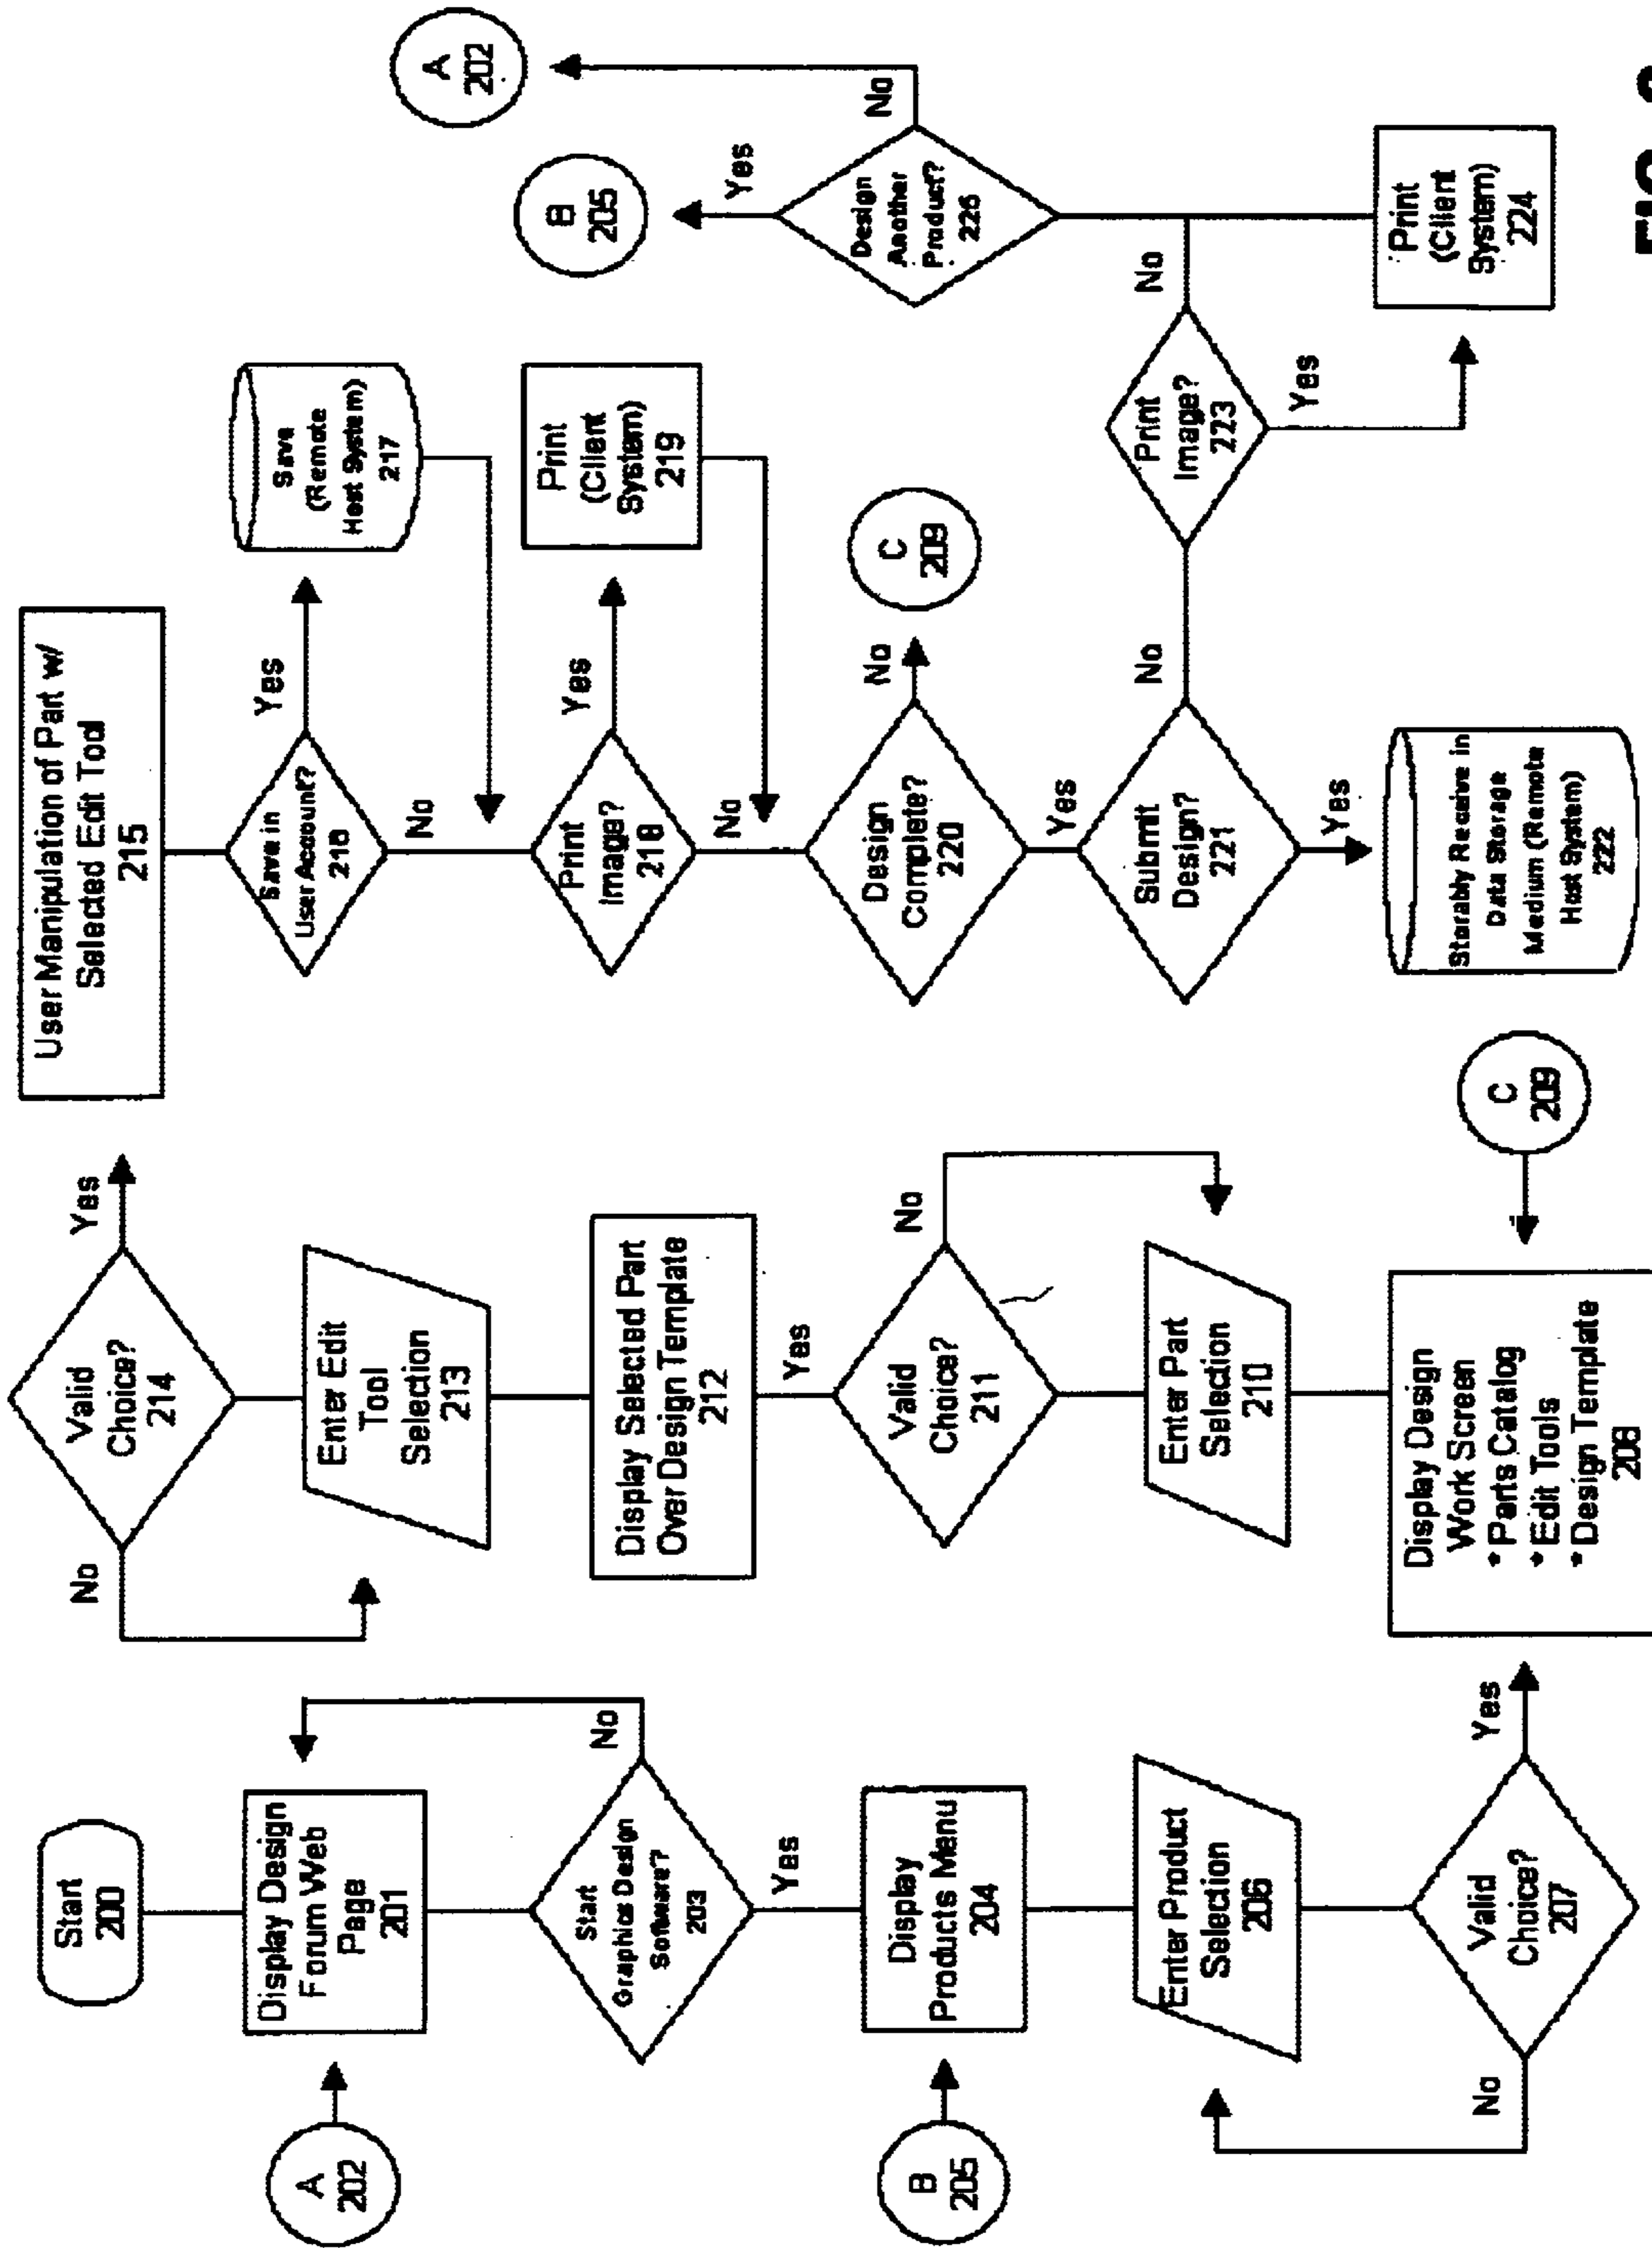 Start
200
Display Design
Forum Web
Page
201
A
202
Start
Graphics Design
Software?
203
No
Yes
Display
Products Menu
204
B
205
Enter Product
Selection
206
Valid
Choice?
207
No
Yes
Display Design
Work Screen
* Parts Catalog
* Edit Tools
* Design Template
208
C
209
Enter Part
Selection
210
Valid
Choice?
211
No
Yes
Display Selected Part
Over Design Template
212
Enter Edit
Tool
Selection
213
Valid
Choice?
214
No
Yes
User Manipulation of Part w/
Selected Edit Tool
215
Save in
User Account?
216
Yes
No
Save
(Remote
Host System)
217
Print
Image?
218
Yes
No
Print
(Client
System)
219
Design
Complete?
220
No
Yes
C
209
Submit
Design?
221
No
Yes
Storably Receive in
Data Storage
Medium (Remote
Host System)
222
Print
Image?
223
No
Yes
Print
(Client
System)
224
Design
Another
Product?
226
Yes
No
B
205
A
202